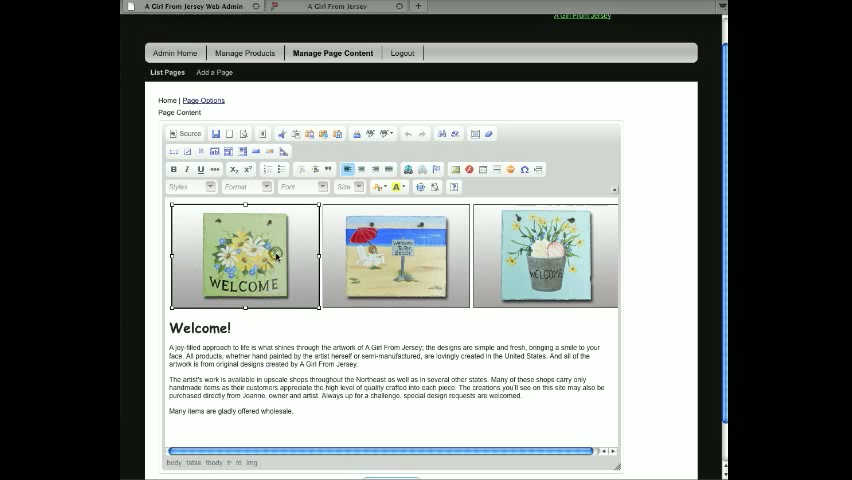 A Girl From Jersey Web Admin
A Girl From Jersey
A Girl From Jersey
Admin Home
Manage Products
Manage Page Content
Logout
List Pages
Add a Page
Home | Page Options
Page Content
Source
B I U ABC X₂ X²
Styles
Format
Font
Size
WELCOME
Welcome
To The
Beach
WELCOME
Welcome!
A joy-filled approach to life is what shines through the artwork of A Girl From Jersey; the designs are simple and fresh, bringing a smile to your
face. All products, whether hand painted by the artist herself or semi-manufactured, are lovingly created in the United States. And all of the
artwork is from original designs created by A Girl From Jersey.
The artist's work is available in upscale shops throughout the Northeast as well as in several other states. Many of these shops carry only
handmade items as their customers appreciate the high level of quality crafted into each piece. The creations you'll see on this site may also be
purchased directly from Joanne, owner and artist. Always up for a challenge, special design requests are welcomed.
Many items are gladly offered wholesale.
body table tbody tr td img